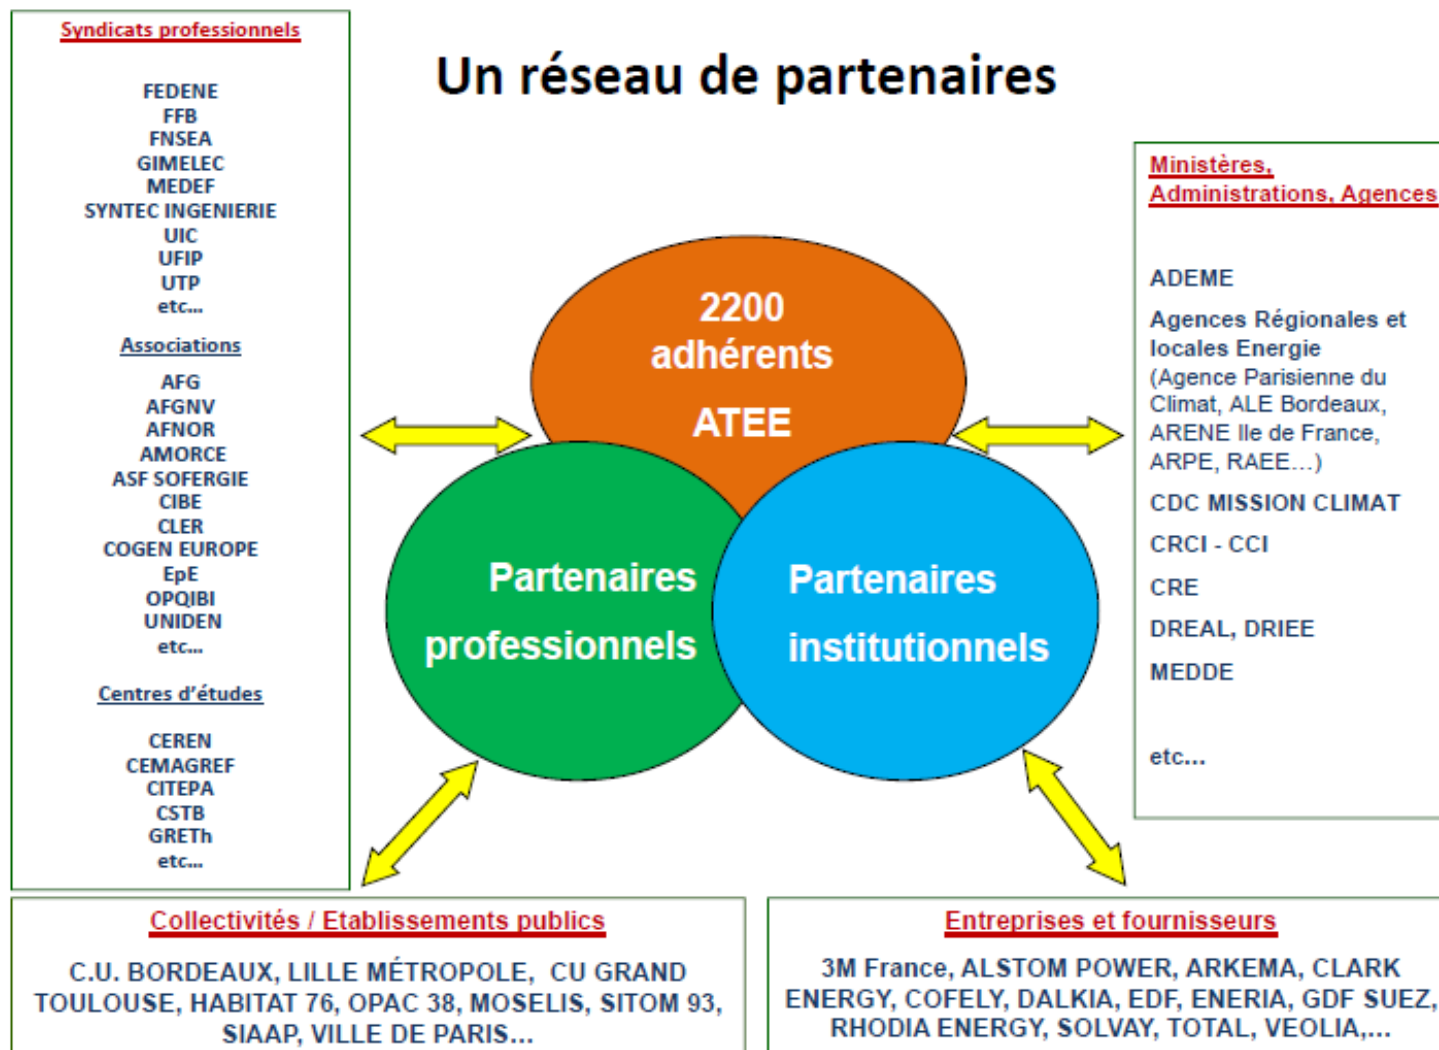 Syndicats professionnels
FEDENE
FFB
FNSEA
GIMELEC
MEDEF
SYNTEC INGENIERIE
UIC
UFIP
UTP
etc...
Associations
AFG
AFGNV
AFNOR
AMORCE
ASF SOFERGIE
CIBE
CLER
COGEN EUROPE
EpE
OPQIBI
UNIDEN
etc...
Centres d'études
CEREN
CEMAGREF
CITEPA
CSTB
GRETh
etc...
Un réseau de partenaires
2200
adhérents
ATEE
Partenaires
professionnels
Partenaires
institutionnels
Ministères,
Administrations, Agences
ADEME
Agences Régionales et
locales Energie
(Agence Parisienne du
Climat, ALE Bordeaux,
ARENE Ile de France,
ARPE, RAEE...)
CDC MISSION CLIMAT
CRCI - CCI
CRE
DREAL, DRIEE
MEDDE
etc...
Collectivités / Etablissements publics
C.U. BORDEAUX, LILLE MÉTROPOLE, CU GRAND
TOULOUSE, HABITAT 76, OPAC 38, MOSELIS, SITOM 93,
SIAAP, VILLE DE PARIS...
Entreprises et fournisseurs
3M France, ALSTOM POWER, ARKEMA, CLARK
ENERGY, COFELY, DALKIA, EDF, ENERIA, GDF SUEZ,
RHODIA ENERGY, SOLVAY, TOTAL, VEOLIA,...